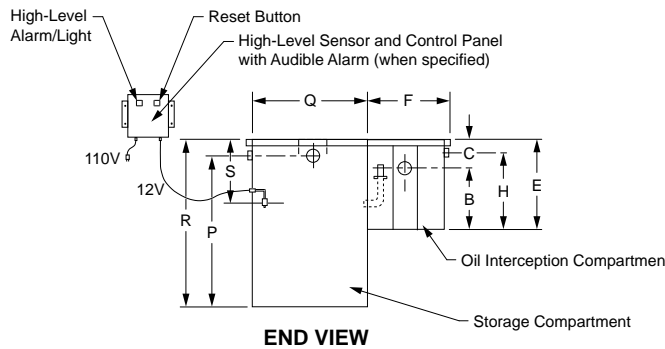 High-Level
Alarm/Light
Reset Button
High-Level Sensor and Control Panel
with Audible Alarm (when specified)
Q
F
110V
12V
S
R
P
C
B
H
E
Oil Interception Compartmen
Storage Compartment
END VIEW